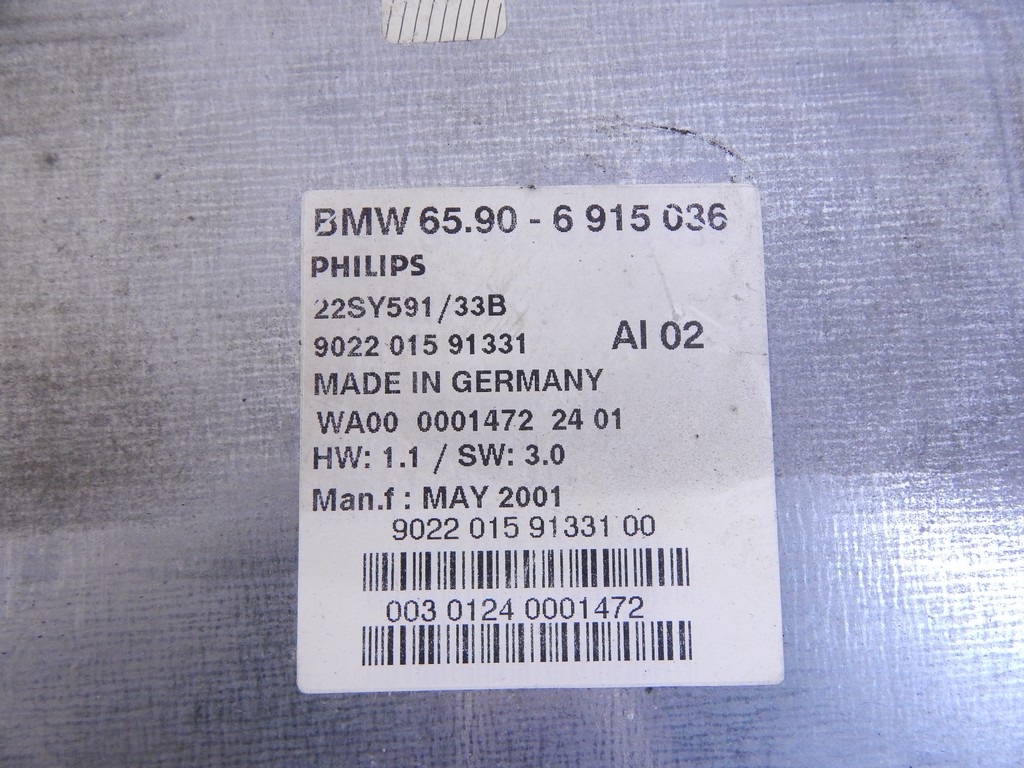 BMW 65.90 - 6 915 036
PHILIPS
22SY591/33B
9022 015 91331 AI 02
MADE IN GERMANY
WA00 0001472 24 01
HW: 1.1 / SW: 3.0
Man.f : MAY 2001
9022 015 91331 00
003 0124 0001472